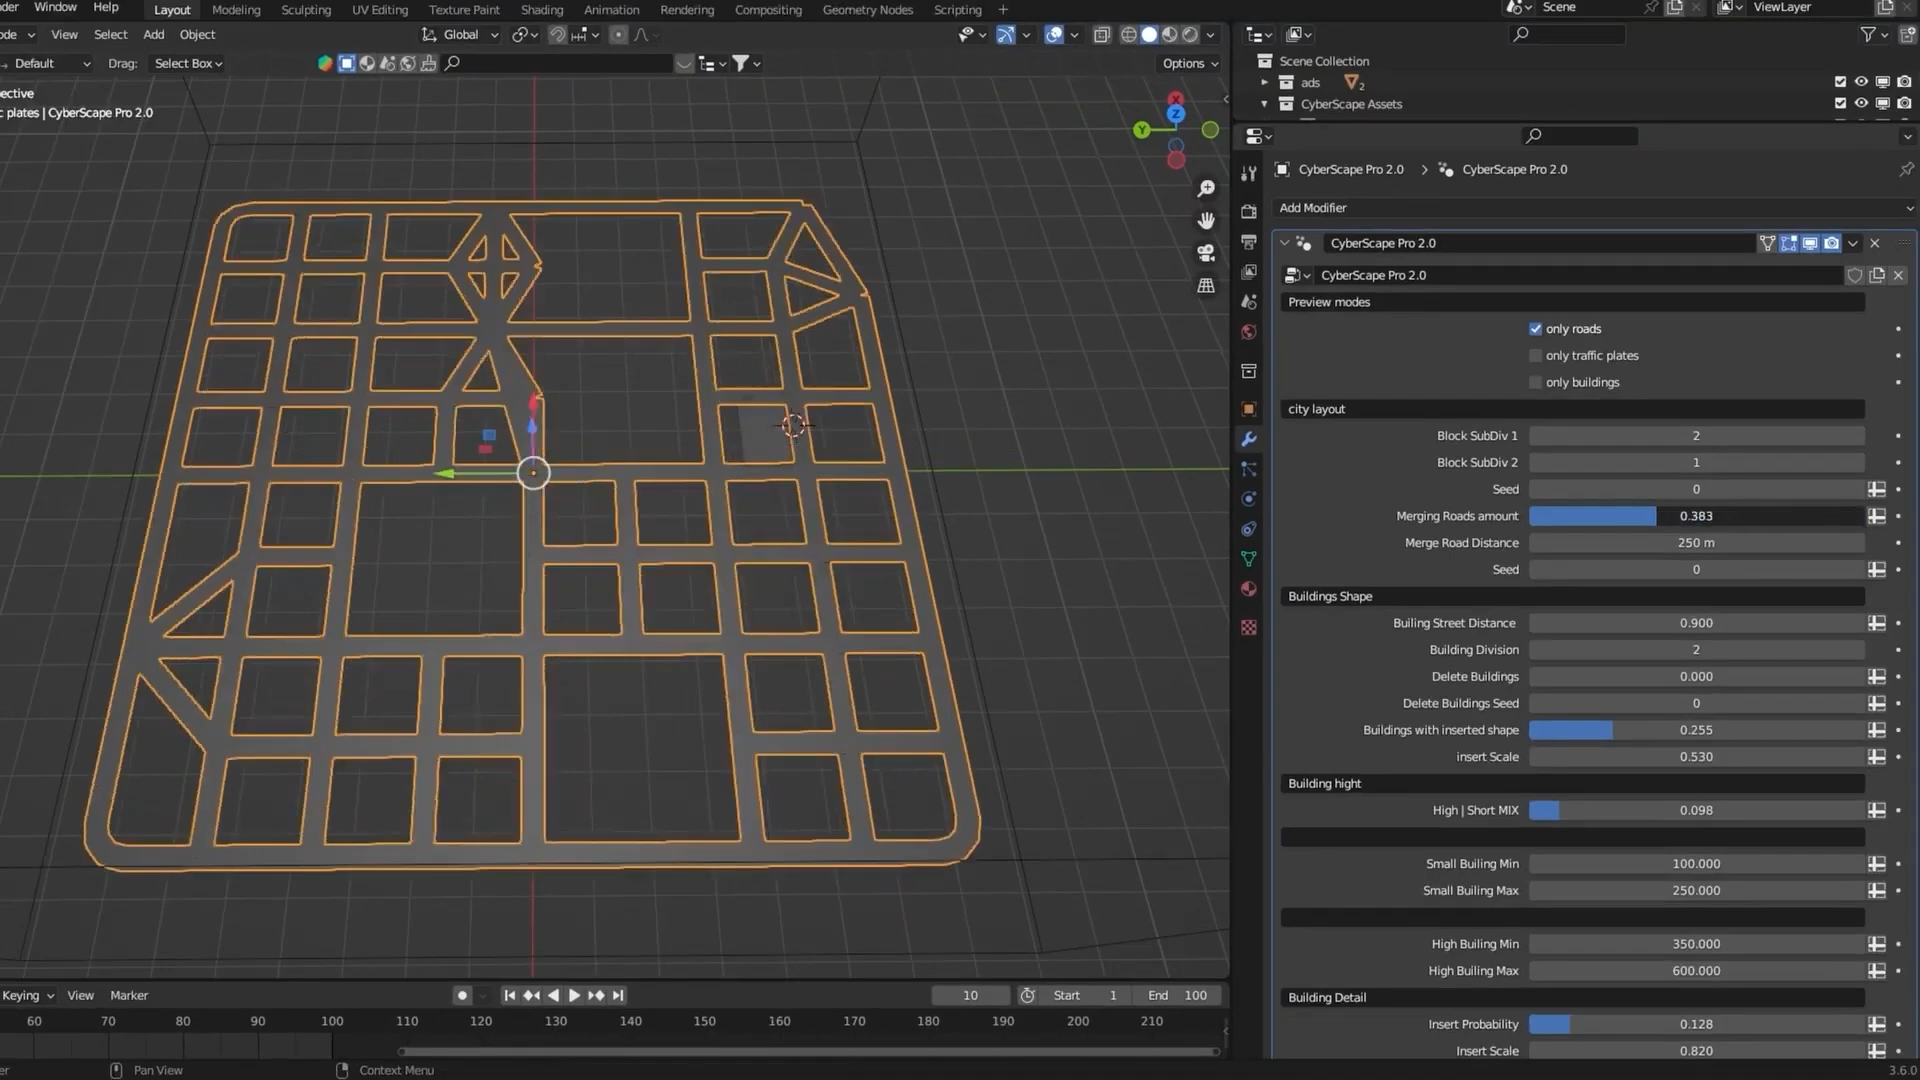 der Window Help Layout Modeling Sculpting UV Editing Texture Paint Shading Animation Rendering Compositing Geometry Nodes Scripting + Scene ViewLayer
ode View Select Add Object Global
Default Drag: Select Box Options
Scene Collection
ads 2
CyberScape Assets
ective
c plates | CyberScape Pro 2.0
X
Z
Y
CyberScape Pro 2.0 > CyberScape Pro 2.0
Add Modifier
CyberScape Pro 2.0
CyberScape Pro 2.0
Preview modes
only roads
only traffic plates
only buildings
city layout
Block SubDiv 1 2
Block SubDiv 2 1
Seed 0
Merging Roads amount 0.383
Merge Road Distance 250 m
Seed 0
Buildings Shape
Builing Street Distance 0.900
Building Division 2
Delete Buildings 0.000
Delete Buildings Seed 0
Buildings with inserted shape 0.255
insert Scale 0.530
Building hight
High | Short MIX 0.098
Small Builing Min 100.000
Small Builing Max 250.000
High Builing Min 350.000
High Builing Max 600.000
Building Detail
Insert Probability 0.128
Insert Scale 0.820
Keying View Marker 10 Start 1 End 100
60 70 80 90 100 110 120 130 140 150 160 170 180 190 200 210
er Pan View Context Menu 3.6.0